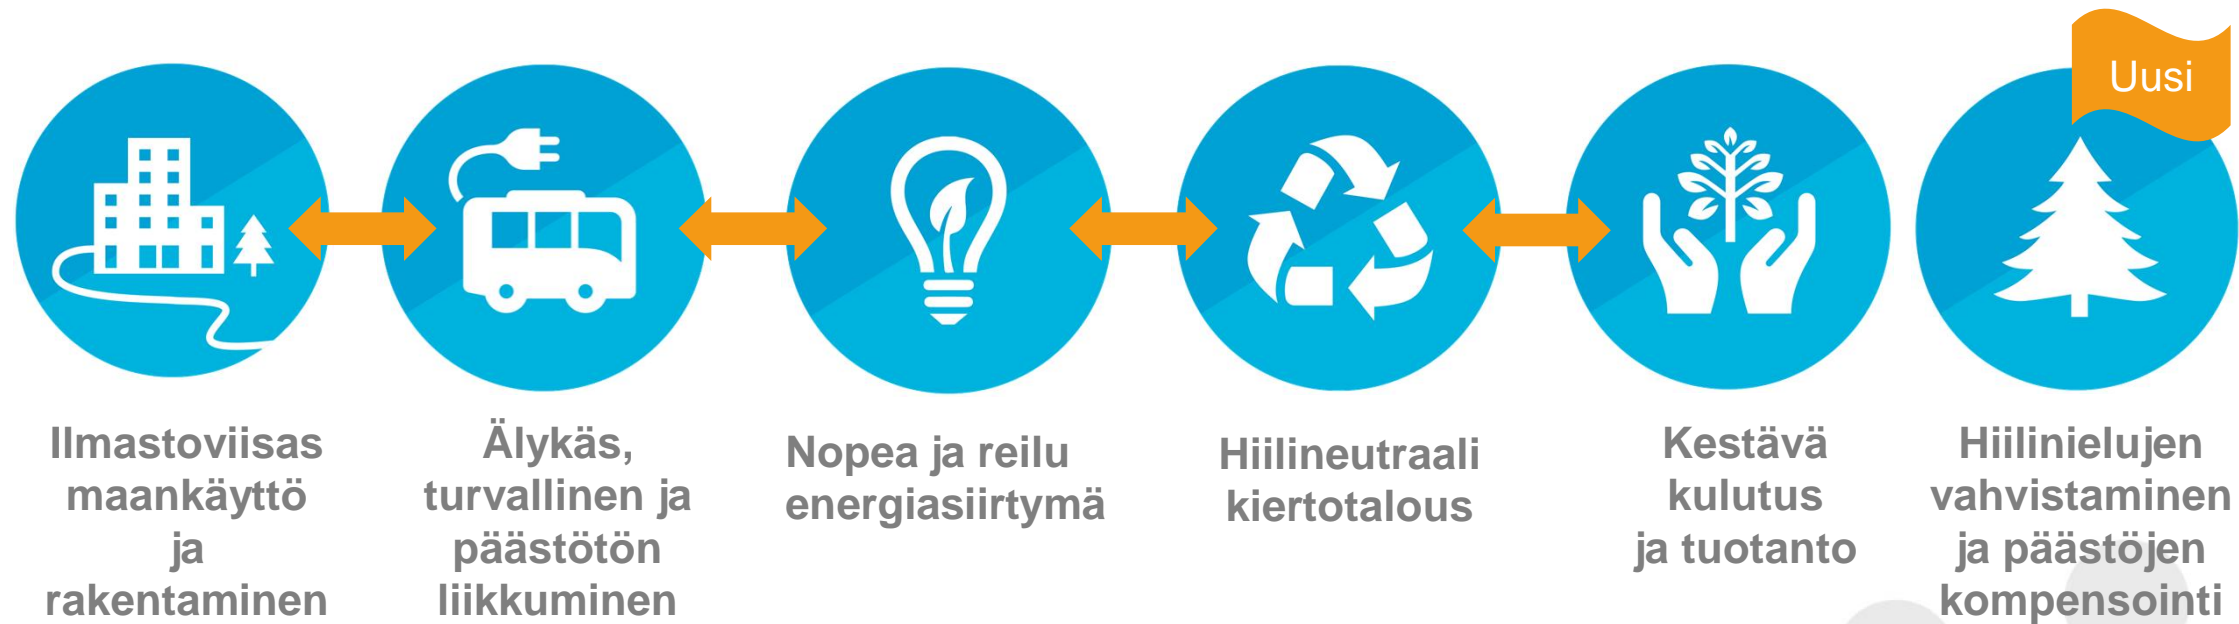 Uusi
Ilmastoviisas
maankäyttö
ja
rakentaminen
Älykäs,
turvallinen ja
päästötön
liikkuminen
Nopea ja reilu
energiasiirtymä
Hiilineutraali
kiertotalous
Kestävä
kulutus
ja tuotanto
Hiilinielujen
vahvistaminen
ja päästöjen
kompensointi